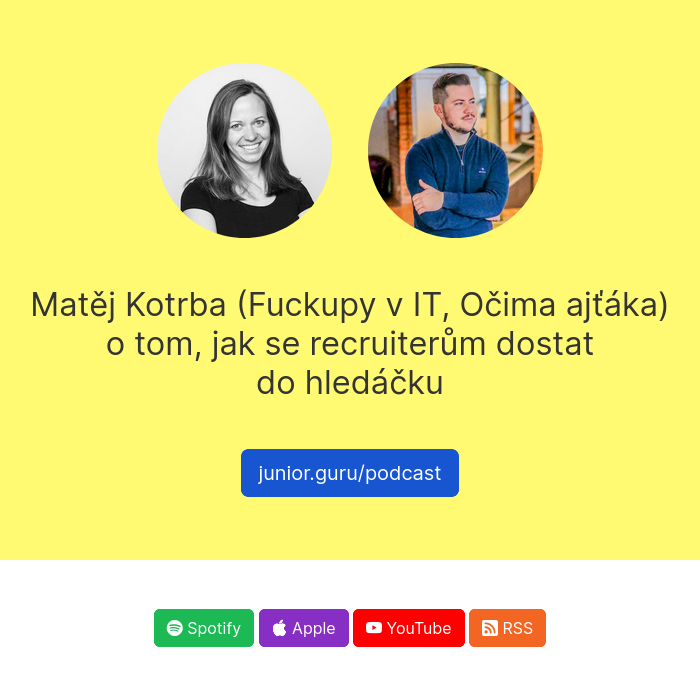 Matěj Kotrba (Fuckupy v IT, Očima ajťáka)
o tom, jak se recruiterům dostat
do hledáčku
junior.guru/podcast
Spotify Apple YouTube RSS